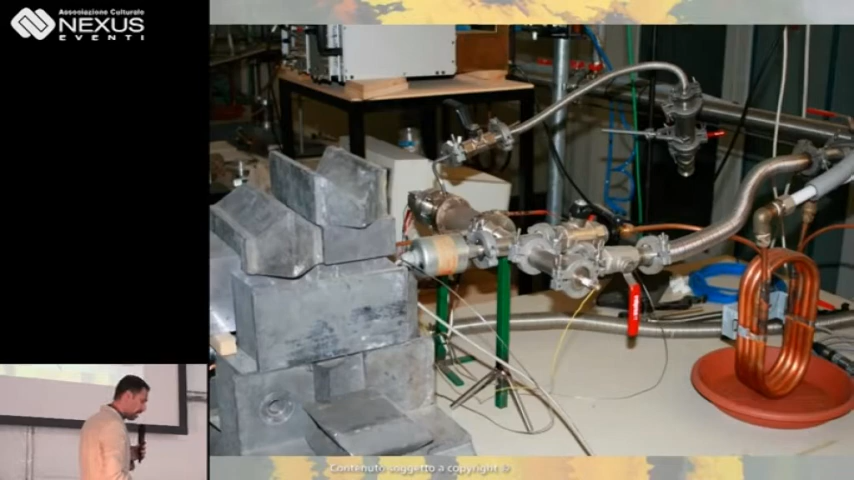 Associazione Culturale
NEXUS
EVENTI
Contenuto soggetto a copyright ©